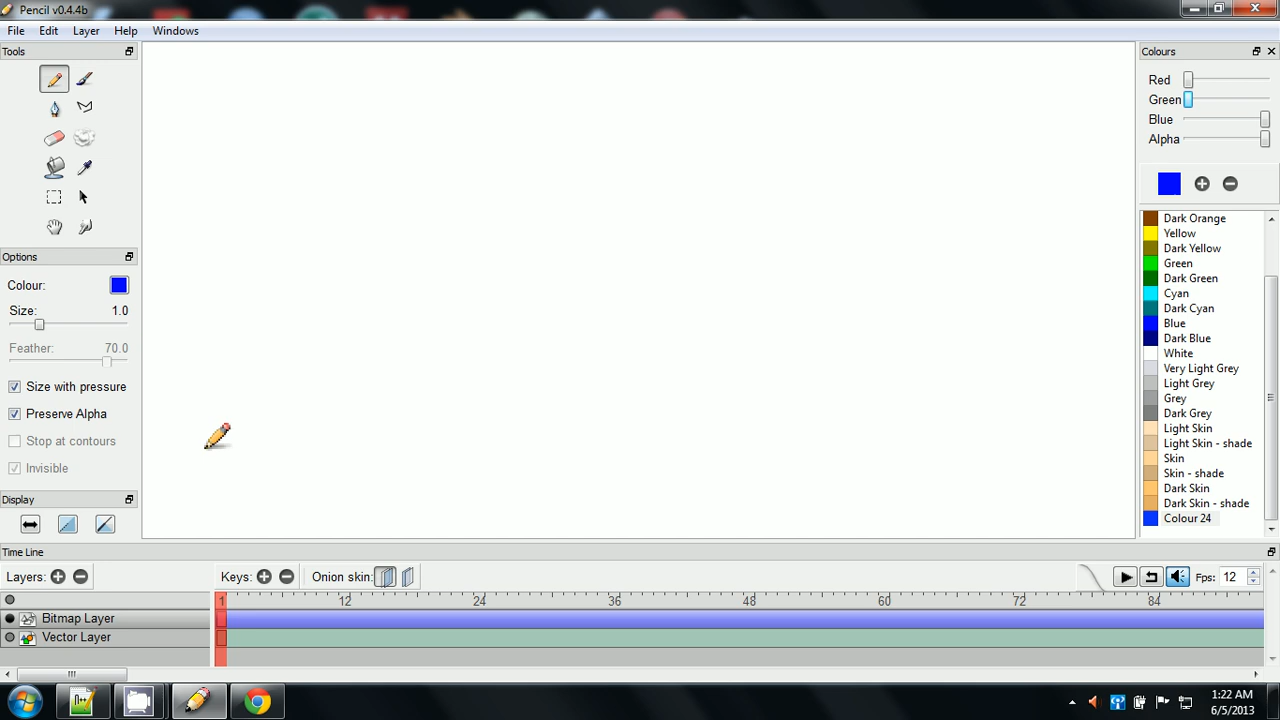 Pencil v0.4.4b
File Edit Layer Help Windows
Tools
Options
Colour:
Size: 1.0
Feather: 70.0
Size with pressure
Preserve Alpha
Stop at contours
Invisible
Display
Colours
Red
Green
Blue
Alpha
Dark Orange
Yellow
Dark Yellow
Green
Dark Green
Cyan
Dark Cyan
Blue
Dark Blue
White
Very Light Grey
Light Grey
Grey
Dark Grey
Light Skin
Light Skin - shade
Skin
Skin - shade
Dark Skin
Dark Skin - shade
Colour 24
Time Line
Layers: Keys: Onion skin: Fps: 12
1 12 24 36 48 60 72 84
Bitmap Layer
Vector Layer
1:22 AM
6/5/2013